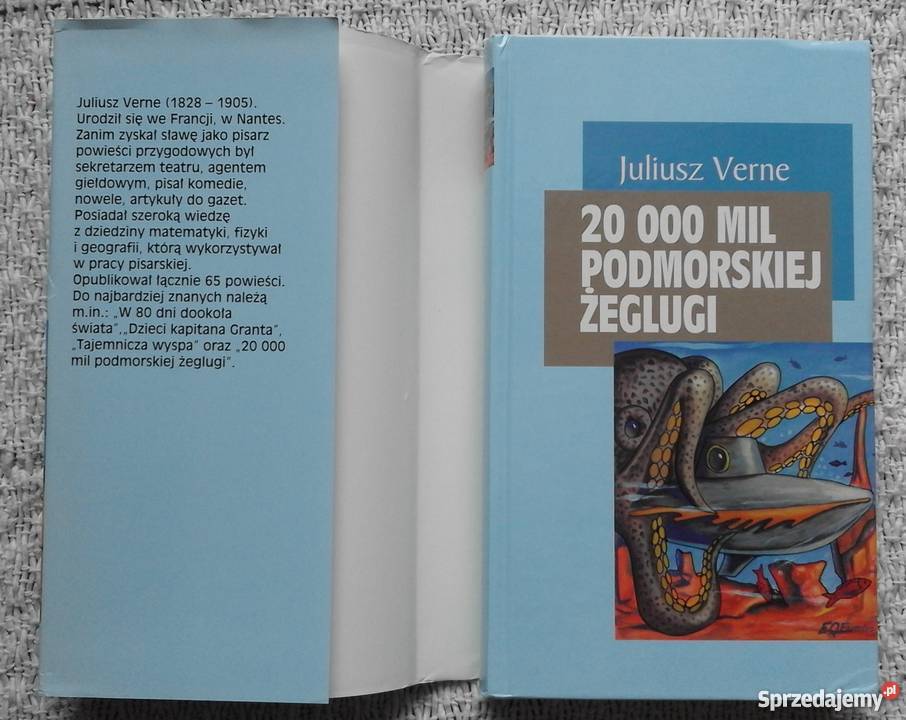 Juliusz Verne (1828 – 1905).
Urodził się we Francji, w Nantes.
Zanim zyskał sławę jako pisarz
powieści przygodowych był
sekretarzem teatru, agentem
giełdowym, pisał komedie,
nowele, artykuły do gazet.
Posiadał szeroką wiedzę
z dziedziny matematyki, fizyki
i geografii, którą wykorzystywał
w pracy pisarskiej.
Opublikował łącznie 65 powieści.
Do najbardziej znanych należą
m.in.: „W 80 dni dookoła
świata”,„Dzieci kapitana Granta”,
„Tajemnicza wyspa” oraz „20 000
mil podmorskiej żeglugi”.
Juliusz Verne
20 000 MIL
PODMORSKIEJ
ŻEGLUGI
Sprzedajemy.pl